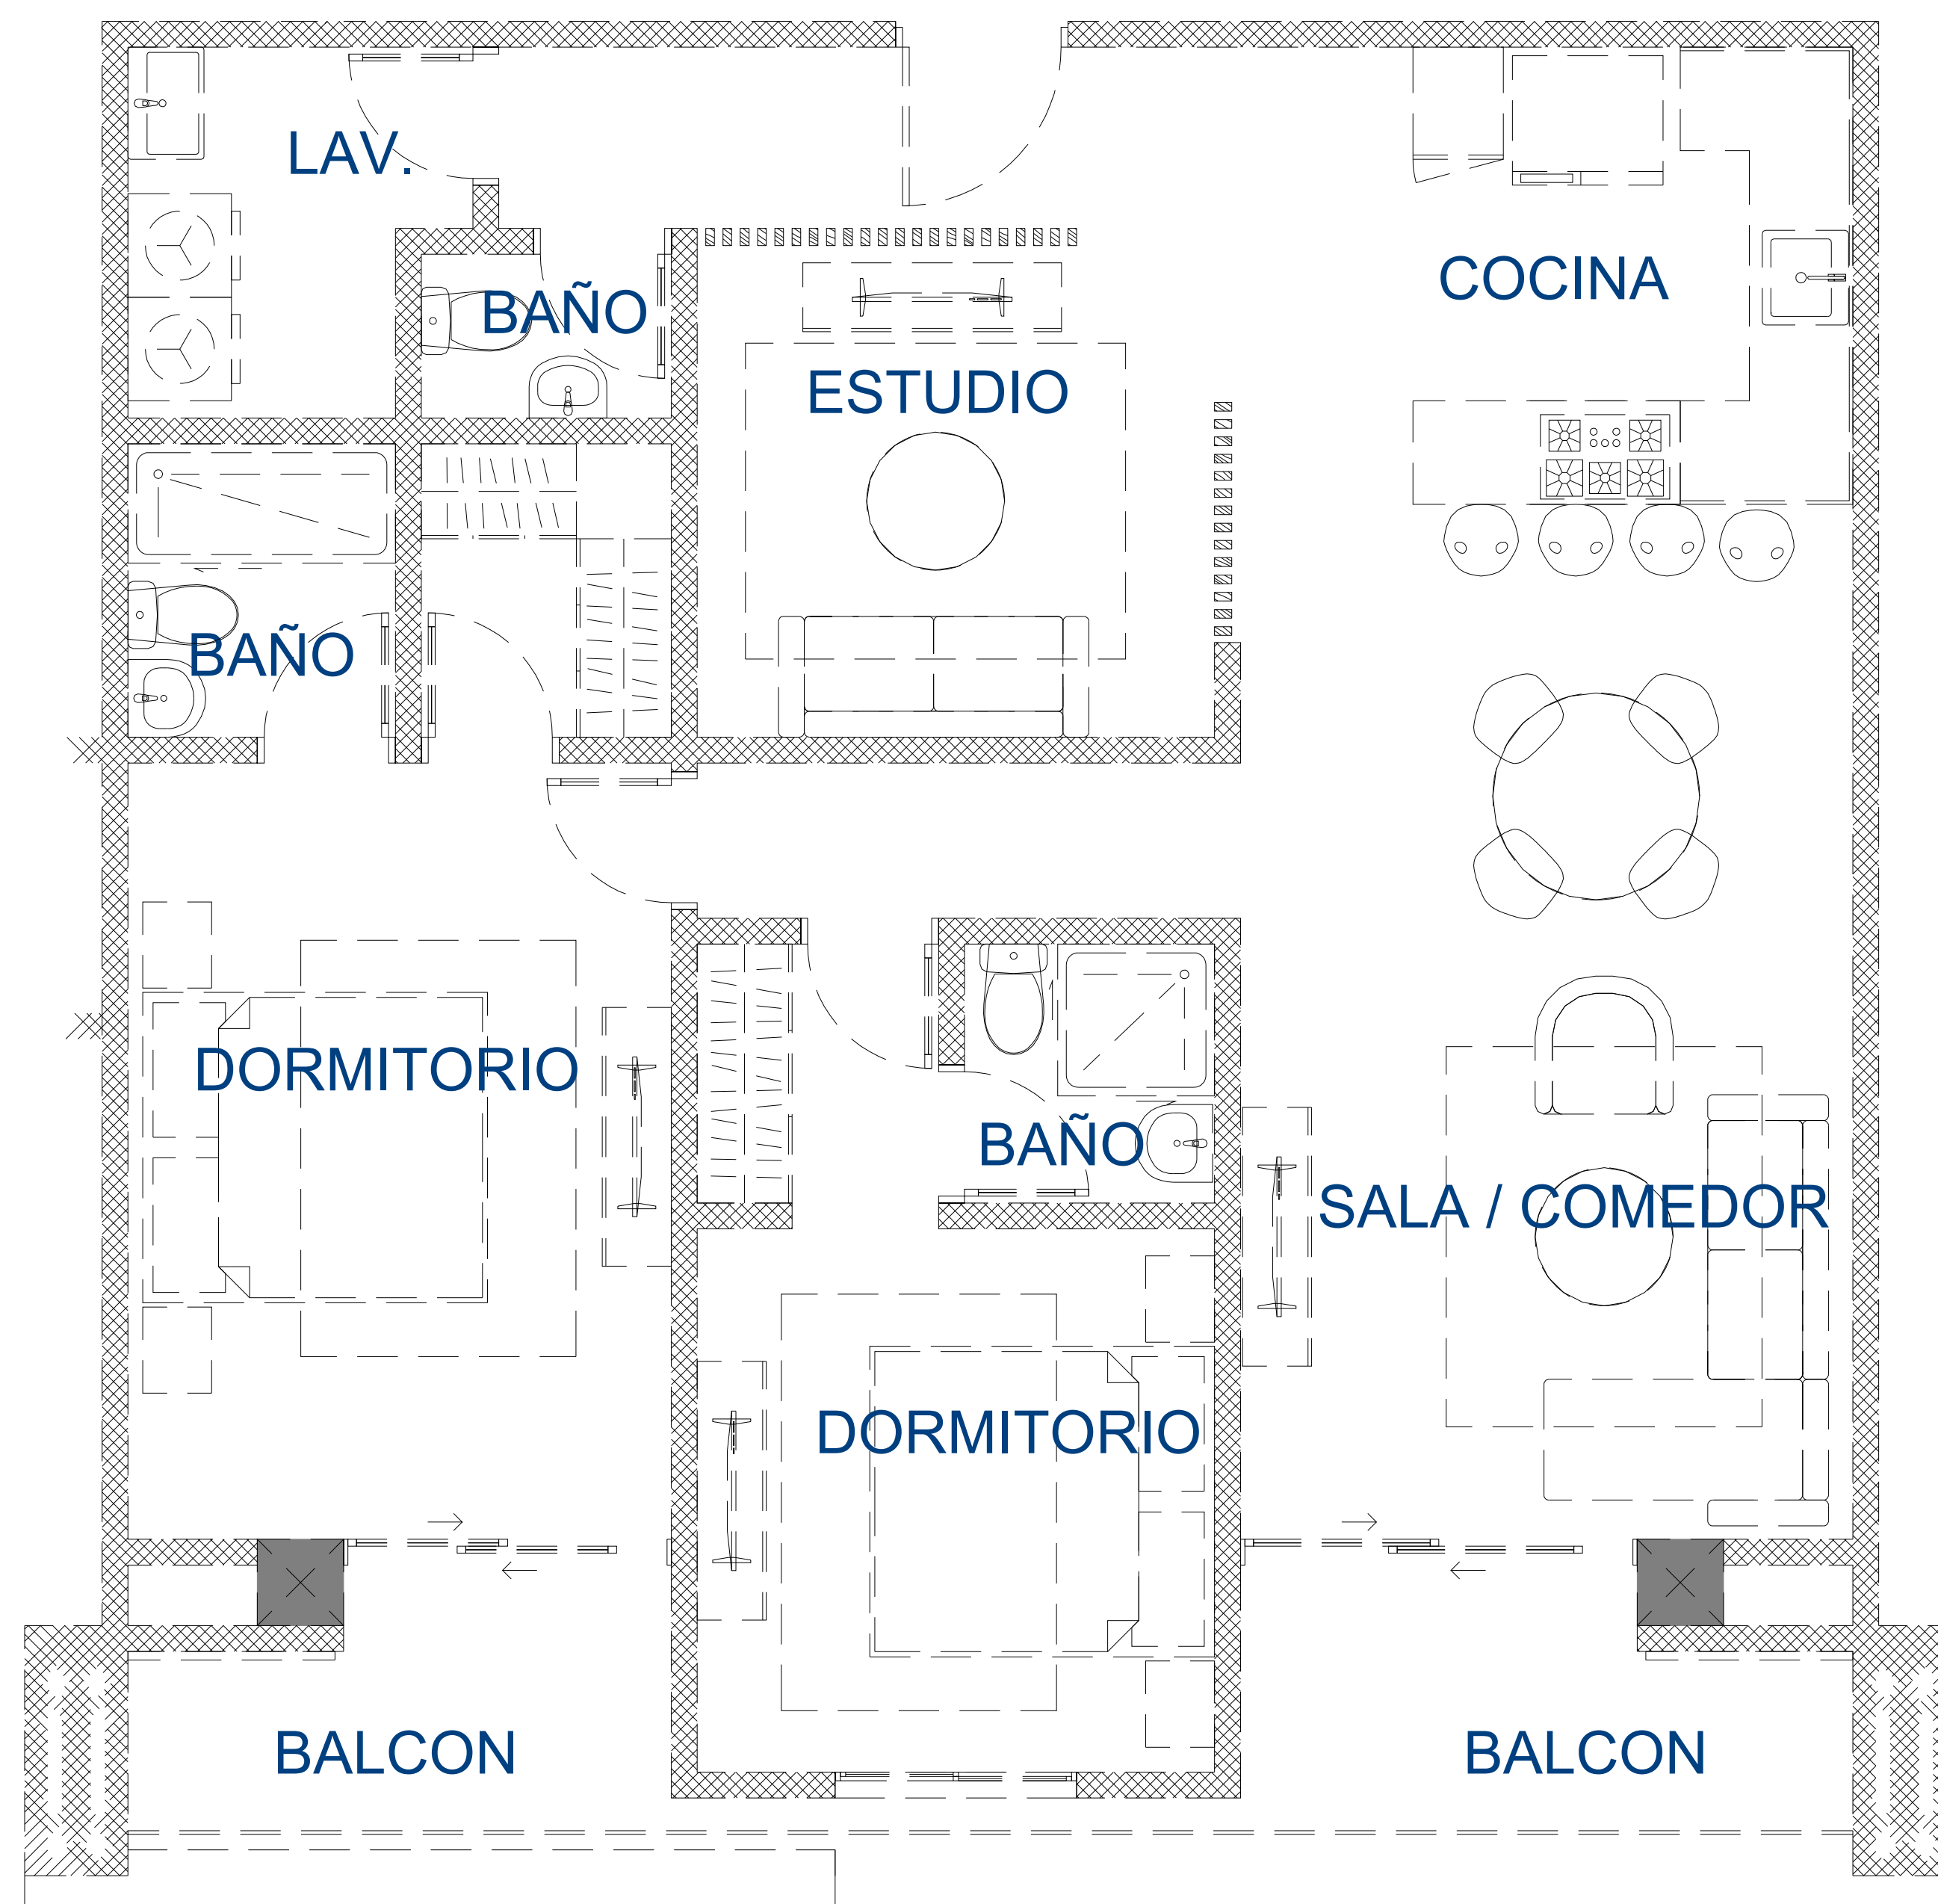 LAV.
BAÑO
COCINA
ESTUDIO
BAÑO
DORMITORIO
BAÑO
SALA / COMEDOR
DORMITORIO
BALCON
BALCON